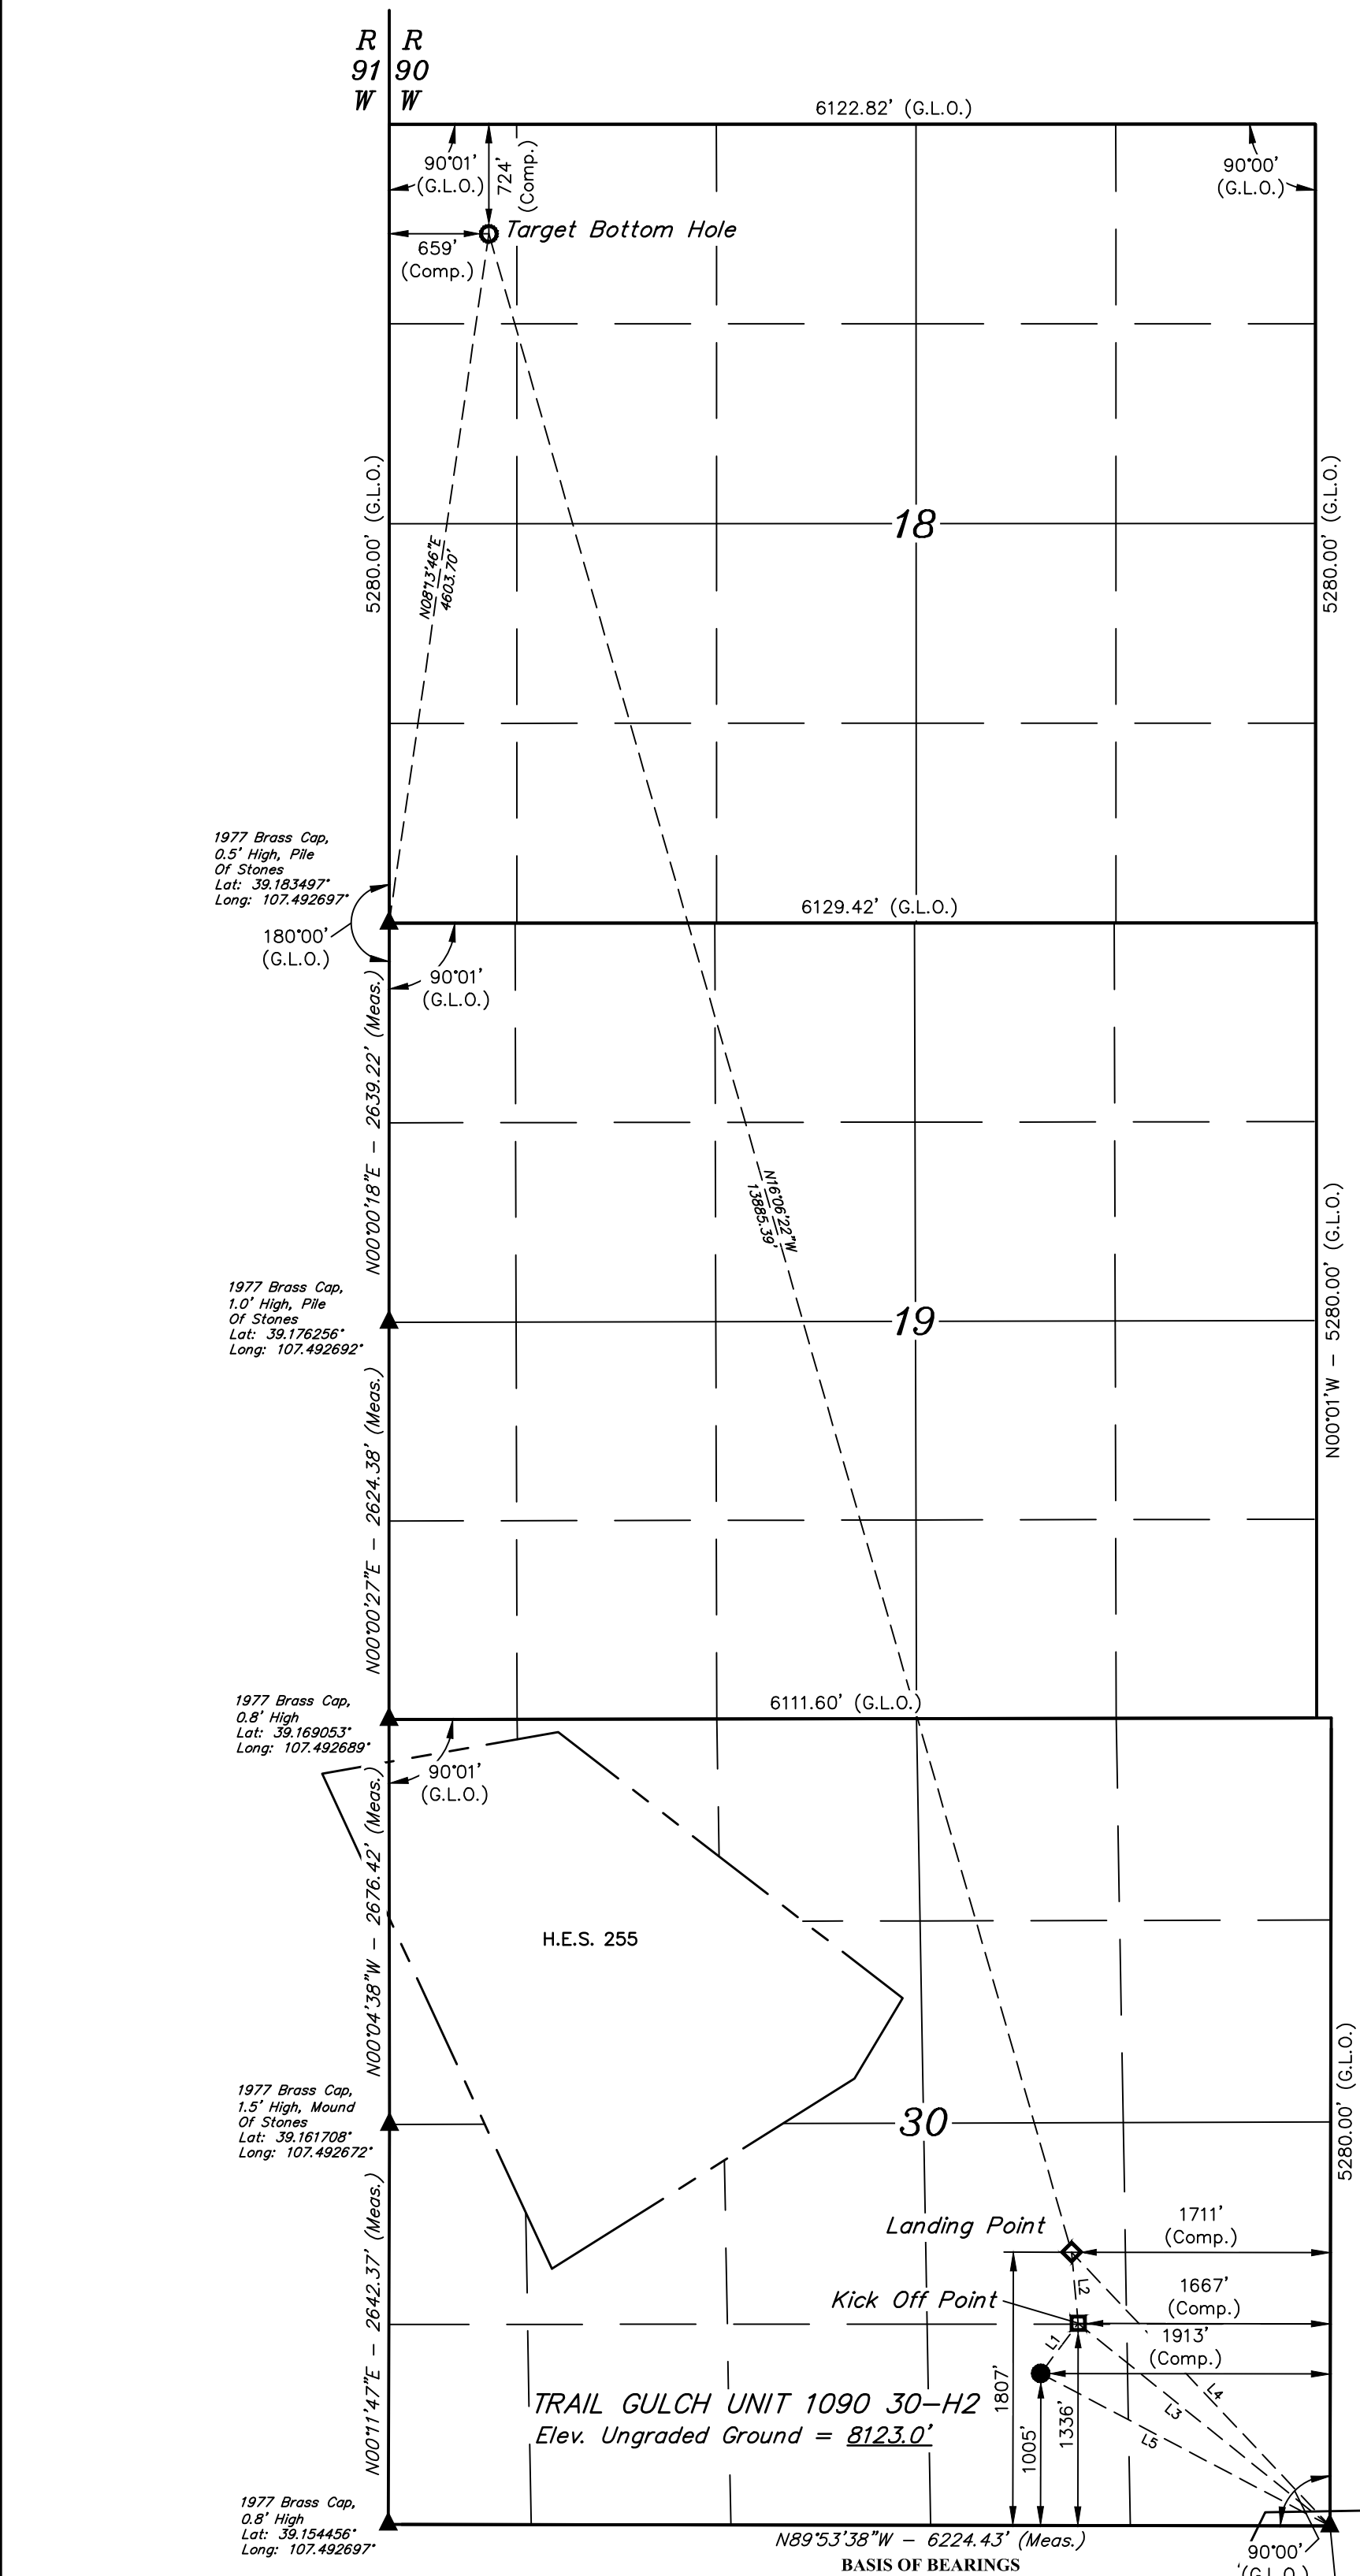 R R
91 90
W W
6122.82' (G.L.O.)
90°01'
(G.L.O.)
724'
(Comp.)
90°00'
(G.L.O.)
Target Bottom Hole
659'
(Comp.)
5280.00' (G.L.O.)
18
5280.00' (G.L.O.)
N08°13'46"E
4603.70'
1977 Brass Cap,
0.5' High, Pile
Of Stones
Lat: 39.183497°
Long: 107.492697°
6129.42' (G.L.O.)
180°00'
(G.L.O.)
90°01'
(G.L.O.)
N00°00'18"E - 2639.22' (Meas.)
N16°06'22"W
13885.39'
1977 Brass Cap,
1.0' High, Pile
Of Stones
Lat: 39.176256°
Long: 107.492692°
19
N00°01'W - 5280.00' (G.L.O.)
N00°00'27"E - 2624.38' (Meas.)
1977 Brass Cap,
0.8' High
Lat: 39.169053°
Long: 107.492689°
6111.60' (G.L.O.)
90°01'
(G.L.O.)
N00°04'38"W - 2676.42' (Meas.)
H.E.S. 255
1977 Brass Cap,
1.5' High, Mound
Of Stones
Lat: 39.161708°
Long: 107.492672°
30
5280.00' (G.L.O.)
N00°11'47"E - 2642.37' (Meas.)
Landing Point
1711'
(Comp.)
L2
Kick Off Point
1667'
(Comp.)
L1
1913'
(Comp.)
L4
L3
L5
1807'
1005'
1336'
TRAIL GULCH UNIT 1090 30-H2
Elev. Ungraded Ground = 8123.0'
1977 Brass Cap,
0.8' High
Lat: 39.154456°
Long: 107.492697°
N89°53'38"W - 6224.43' (Meas.)
BASIS OF BEARINGS
90°00'
(G.L.O.)